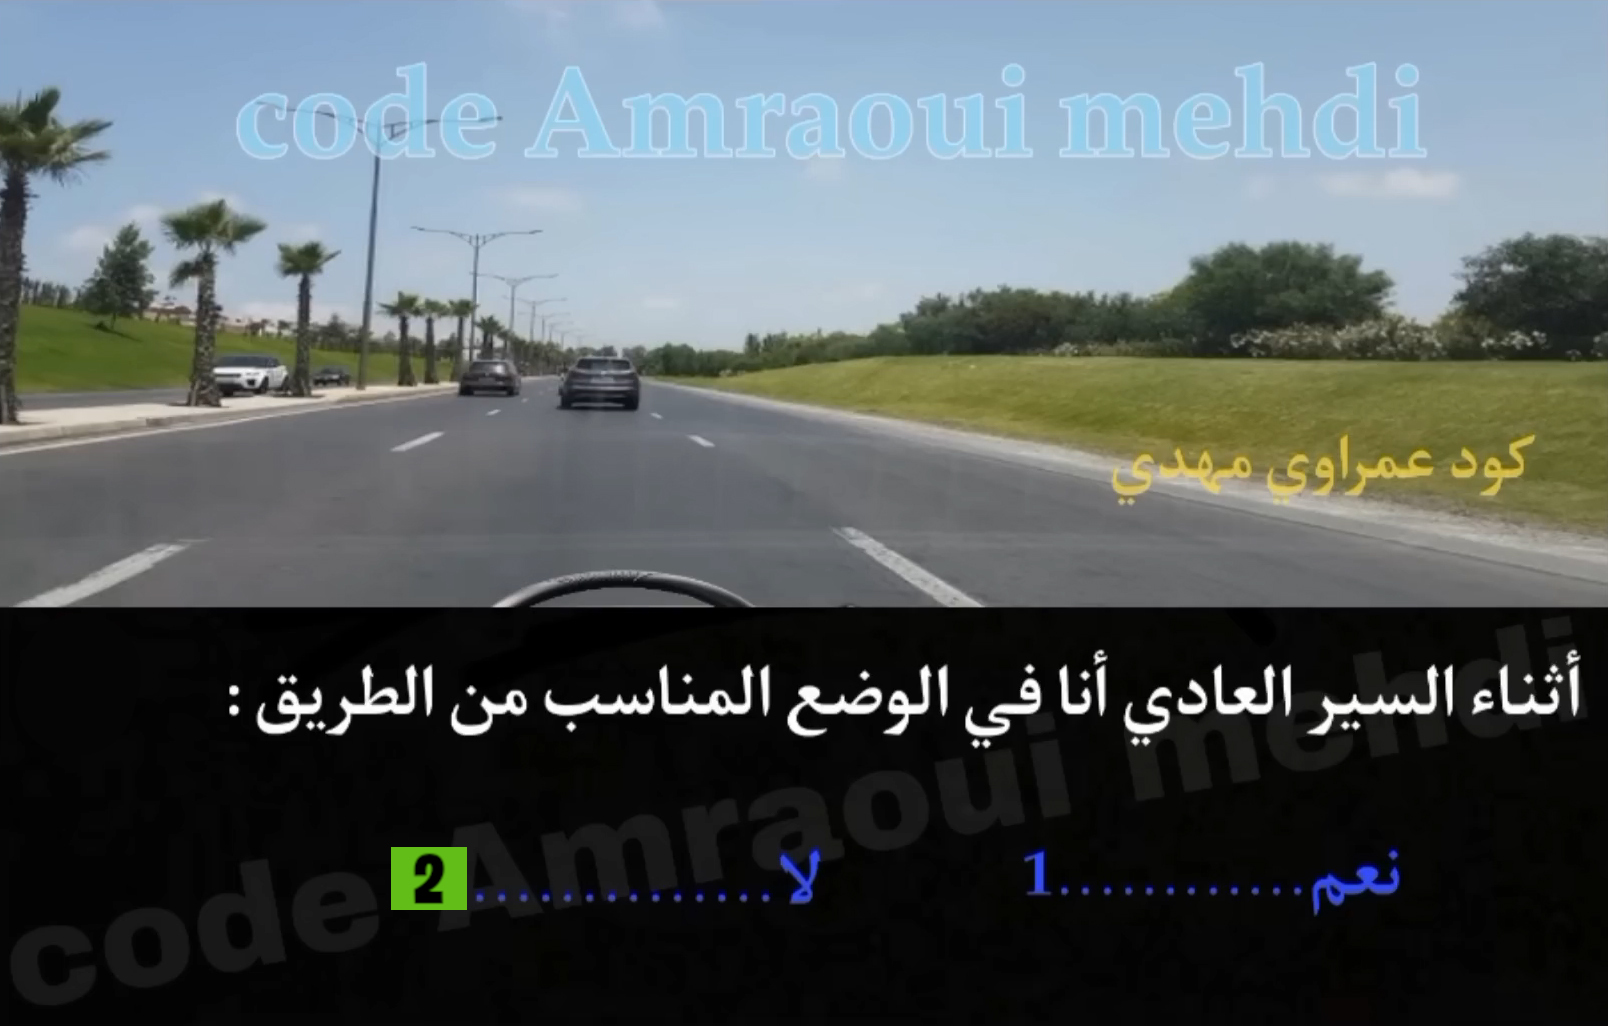 code Amraoui mehdi
كود عمراوي مهدي
أثناء السير العادي أنا في الوضع المناسب من الطريق :
نعم............1 لا...............2
code Amraoui mehdi